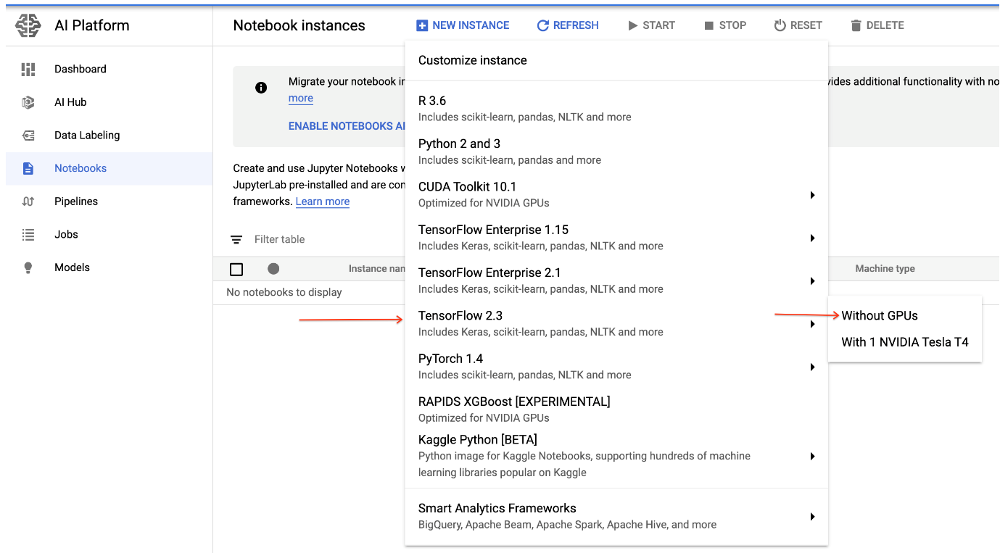 AI Platform
Notebook instances
NEW INSTANCE
REFRESH
START
STOP
RESET
DELETE
Dashboard
AI Hub
Data Labeling
Notebooks
Pipelines
Jobs
Models
Migrate your notebook in
vides additional functionality with no
more
ENABLE NOTEBOOKS AI
Create and use Jupyter Notebooks w
JupyterLab pre-installed and are con
frameworks. Learn more
Filter table
Instance nam
Machine type
No notebooks to display
Customize instance
R 3.6
Includes scikit-learn, pandas, NLTK and more
Python 2 and 3
Includes scikit-learn, pandas and more
CUDA Toolkit 10.1
Optimized for NVIDIA GPUs
TensorFlow Enterprise 1.15
Includes Keras, scikit-learn, pandas, NLTK and more
TensorFlow Enterprise 2.1
Includes Keras, scikit-learn, pandas, NLTK and more
TensorFlow 2.3
Includes Keras, scikit-learn, pandas, NLTK and more
Without GPUs
With 1 NVIDIA Tesla T4
PyTorch 1.4
Includes scikit-learn, pandas, NLTK and more
RAPIDS XGBoost [EXPERIMENTAL]
Optimized for NVIDIA GPUs
Kaggle Python [BETA]
Python image for Kaggle Notebooks, supporting hundreds of machine
learning libraries popular on Kaggle
Smart Analytics Frameworks
BigQuery, Apache Beam, Apache Spark, Apache Hive, and more